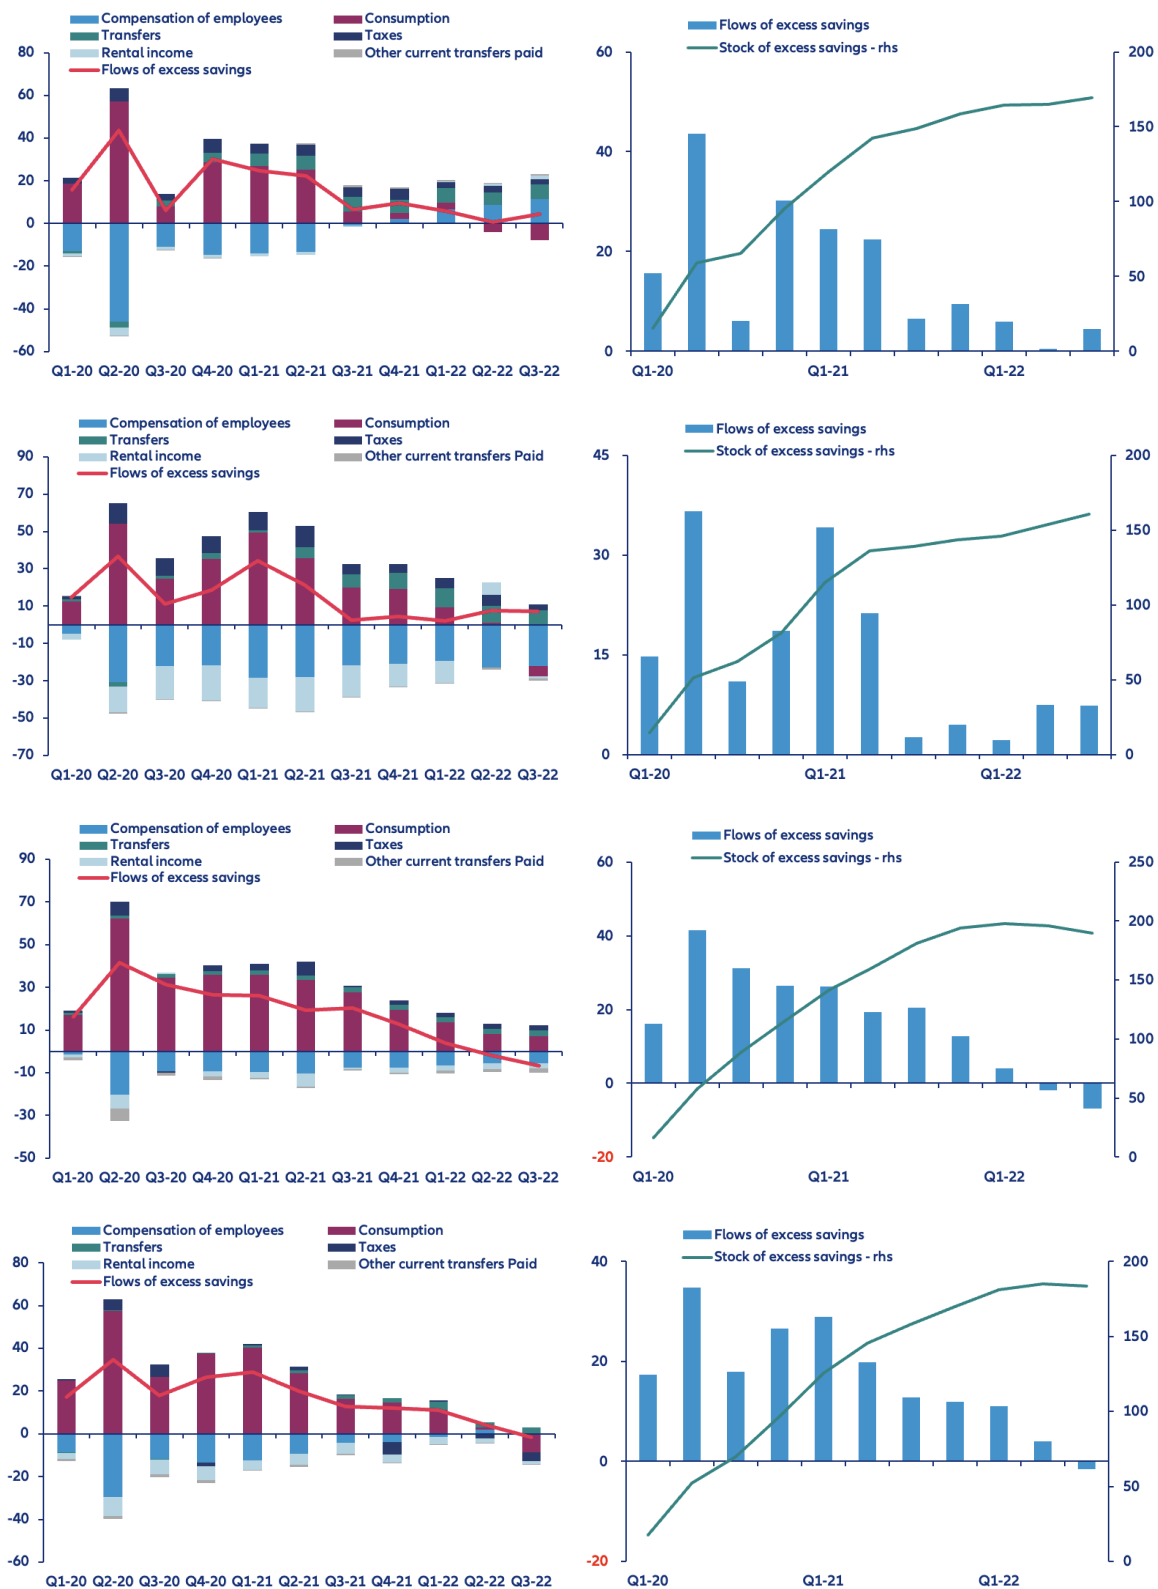 Compensation of employees
Consumption
Transfers
Taxes
Rental income
Other current transfers paid
Flows of excess savings
80
60
40
20
0
-20
-40
-60
Q1-20 Q2-20 Q3-20 Q4-20 Q1-21 Q2-21 Q3-21 Q4-21 Q1-22 Q2-22 Q3-22
Flows of excess savings
Stock of excess savings - rhs
60
40
20
0
200
150
100
50
0
Q1-20 Q1-21 Q1-22
Compensation of employees
Consumption
Transfers
Taxes
Rental income
Other current transfers Paid
Flows of excess savings
90
70
50
30
10
-10
-30
-50
-70
Q1-20 Q2-20 Q3-20 Q4-20 Q1-21 Q2-21 Q3-21 Q4-21 Q1-22 Q2-22 Q3-22
Flows of excess savings
Stock of excess savings - rhs
45
30
15
0
200
150
100
50
0
Q1-20 Q1-21 Q1-22
Compensation of employees
Consumption
Transfers
Taxes
Rental income
Other current transfers Paid
Flows of excess savings
90
70
50
30
10
-10
-30
-50
Q1-20 Q2-20 Q3-20 Q4-20 Q1-21 Q2-21 Q3-21 Q4-21 Q1-22 Q2-22 Q3-22
Flows of excess savings
Stock of excess savings - rhs
60
40
20
0
-20
250
200
150
100
50
0
Q1-20 Q1-21 Q1-22
Compensation of employees
Consumption
Transfers
Taxes
Rental income
Other current transfers Paid
Flows of excess savings
80
60
40
20
0
-20
-40
-60
Q1-20 Q2-20 Q3-20 Q4-20 Q1-21 Q2-21 Q3-21 Q4-21 Q1-22 Q2-22 Q3-22
Flows of excess savings
Stock of excess savings - rhs
40
20
0
-20
200
150
100
50
0
Q1-20 Q1-21 Q1-22